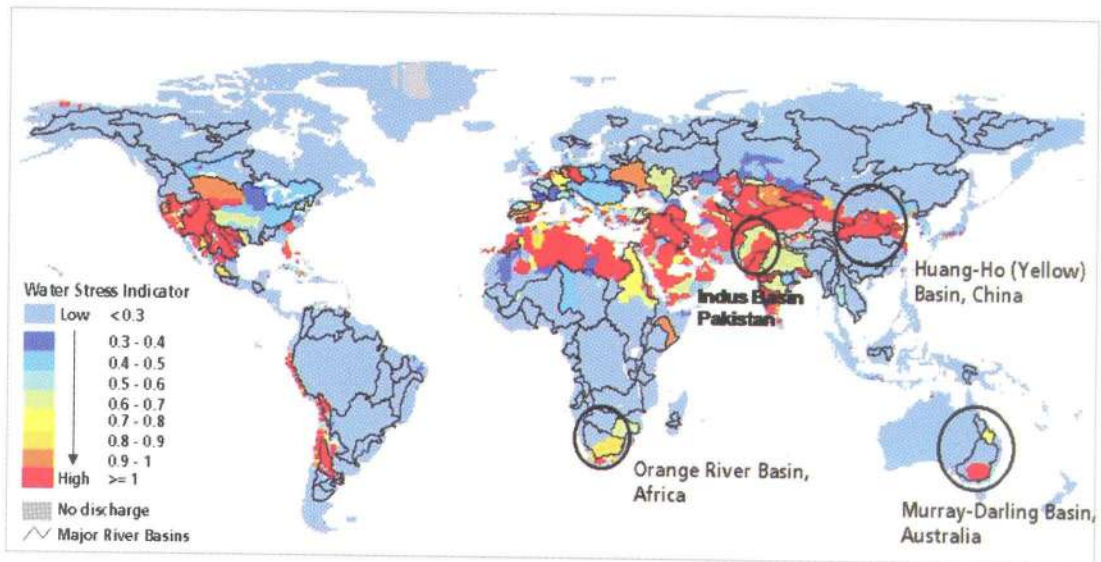 Water Stress Indicator
Low <0.3
0.3 - 0.4
0.4 - 0.5
0.5 - 0.6
0.6 - 0.7
0.7 - 0.8
0.8 - 0.9
0.9 - 1
High >= 1
No discharge
Major River Basins
Indus Basin
Pakistan
Huang-Ho (Yellow)
Basin, China
Orange River Basin,
Africa
Murray-Darling Basin,
Australia